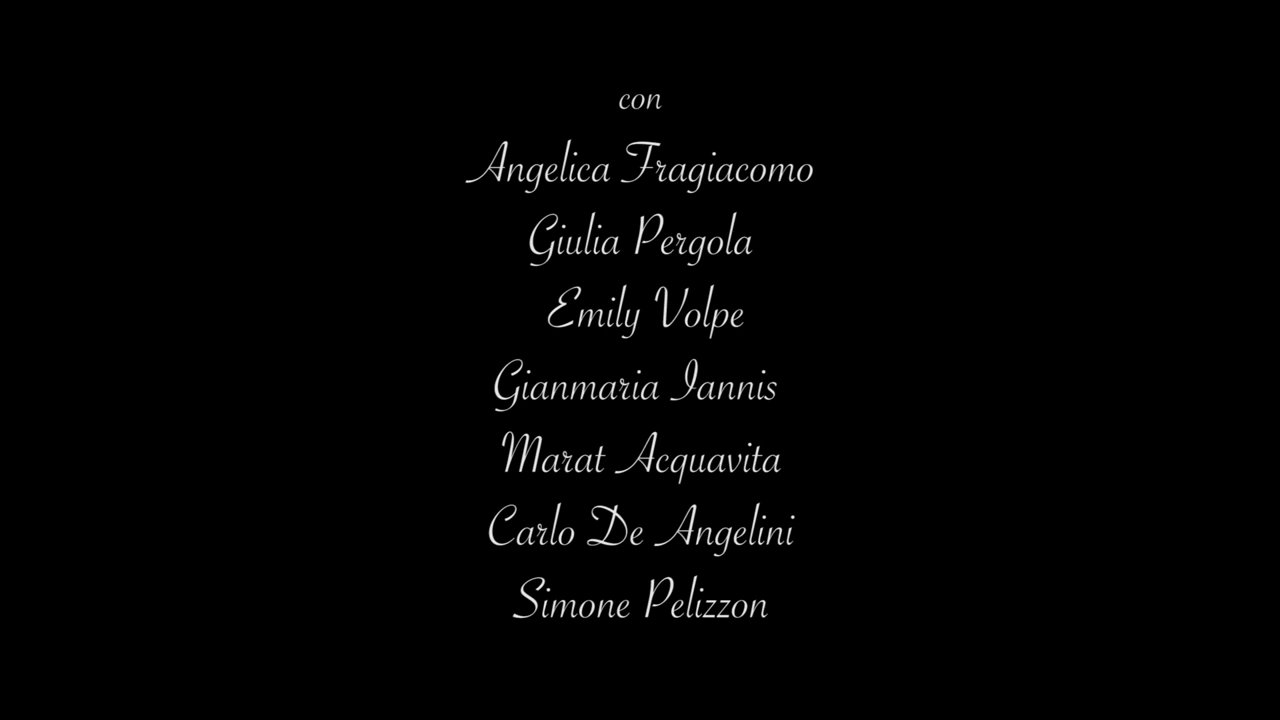 con
Angelica Fragiacomo
Giulia Pergola
Emily Volpe
Gianmaria Iannis
Marat Acquavita
Carlo De Angelini
Simone Pelizzon